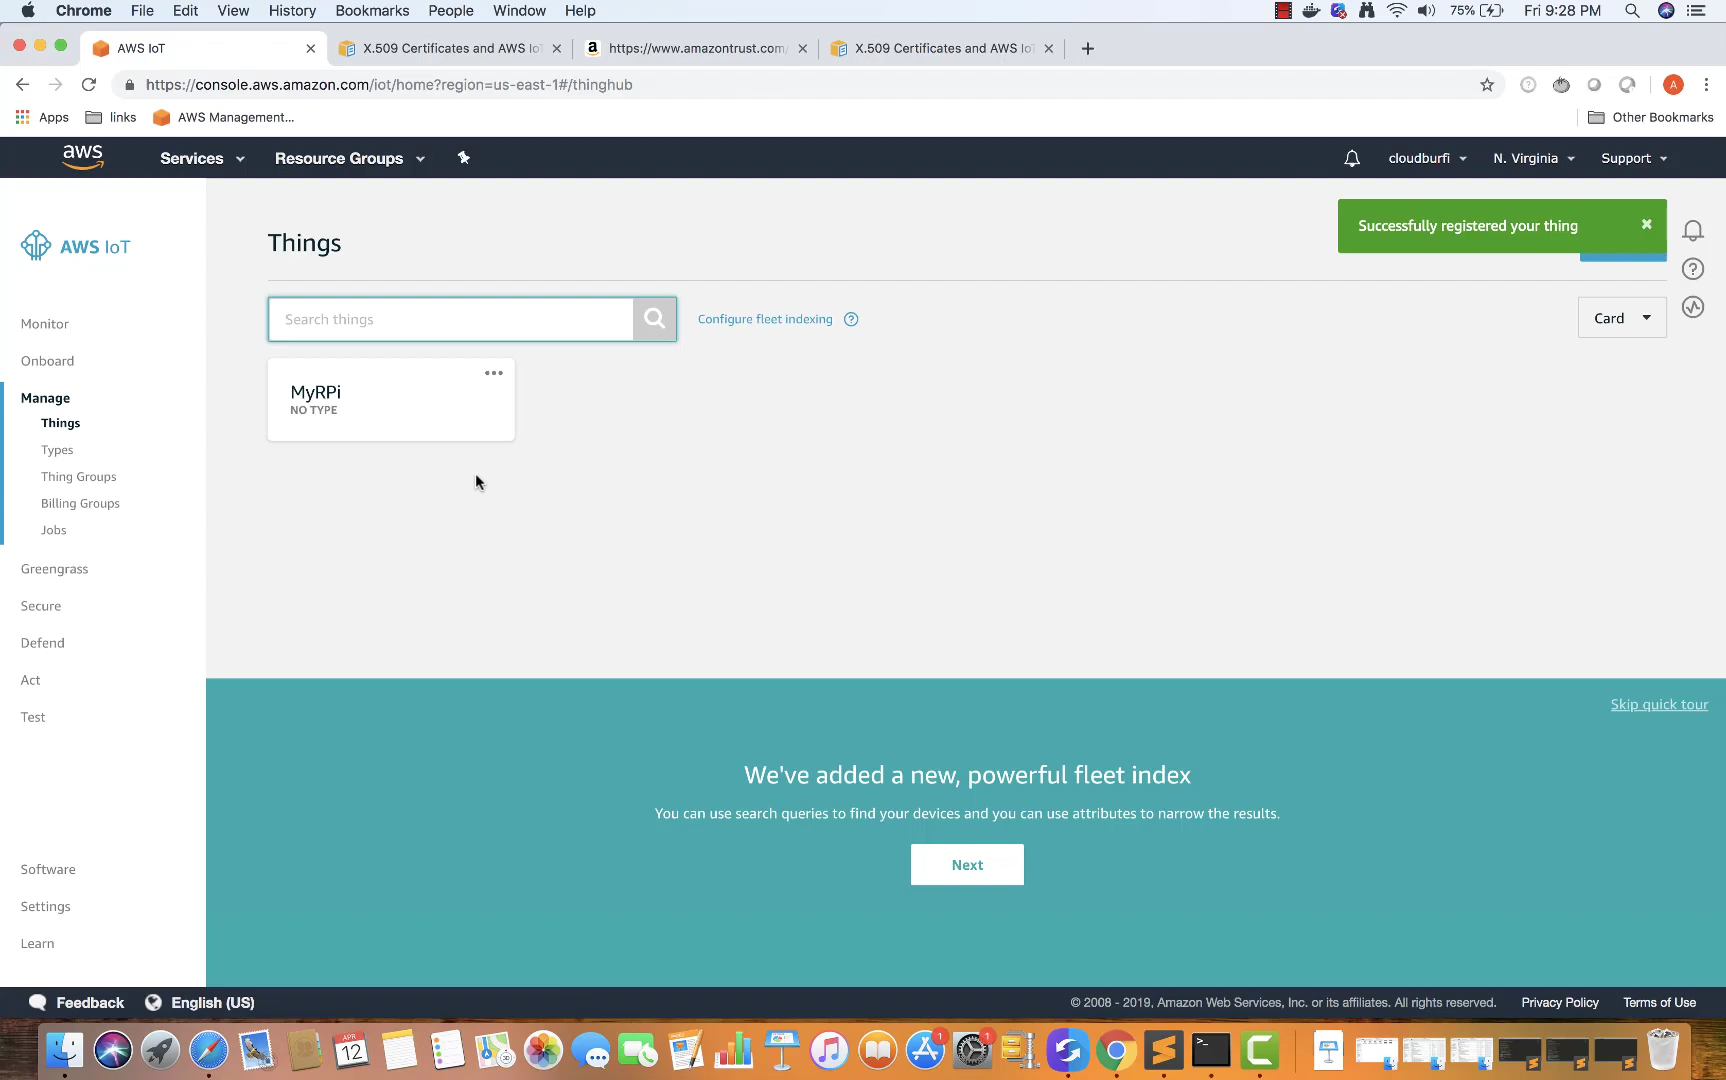 Chrome File Edit View History Bookmarks People Window Help
75% Fri 9:28 PM
AWS IoT
X.509 Certificates and AWS IoT
https://www.amazontrust.com/
X.509 Certificates and AWS IoT
https://console.aws.amazon.com/iot/home?region=us-east-1#/thinghub
A
Apps links AWS Management... Other Bookmarks
aws Services Resource Groups cloudburfi N. Virginia Support
AWS IoT
Monitor
Onboard
Manage
Things
Types
Thing Groups
Billing Groups
Jobs
Greengrass
Secure
Defend
Act
Test
Software
Settings
Learn
Things
Successfully registered your thing
Search things
Configure fleet indexing
Card
MyRPi
NO TYPE
Skip quick tour
We've added a new, powerful fleet index
You can use search queries to find your devices and you can use attributes to narrow the results.
Next
Feedback English (US)
© 2008 - 2019, Amazon Web Services, Inc. or its affiliates. All rights reserved. Privacy Policy Terms of Use
APR
12
3D
1
1